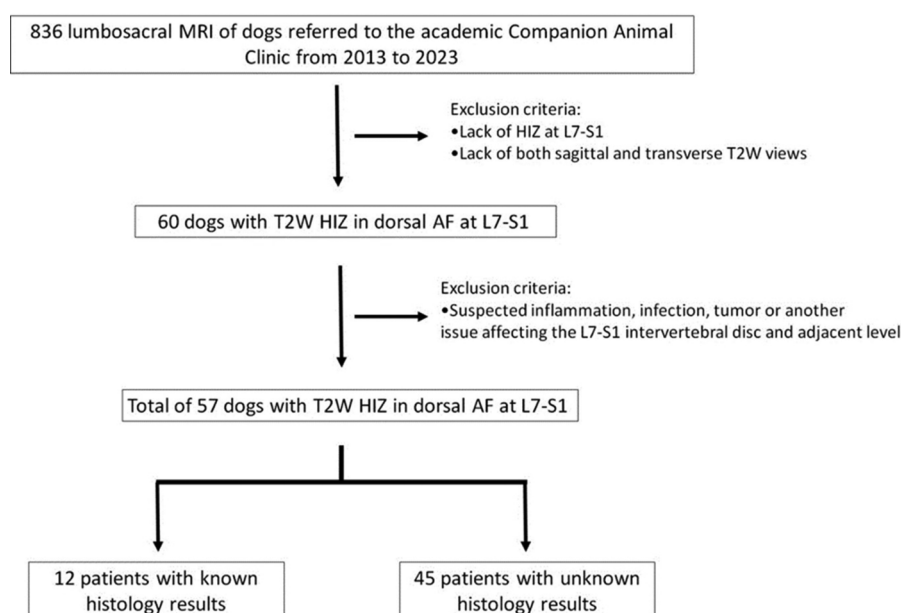 836 lumbosacral MRI of dogs referred to the academic Companion Animal
Clinic from 2013 to 2023
Exclusion criteria:
•Lack of HIZ at L7-S1
•Lack of both sagittal and transverse T2W views
60 dogs with T2W HIZ in dorsal AF at L7-S1
Exclusion criteria:
•Suspected inflammation, infection, tumor or another
issue affecting the L7-S1 intervertebral disc and adjacent level
Total of 57 dogs with T2W HIZ in dorsal AF at L7-S1
12 patients with known
histology results
45 patients with unknown
histology results